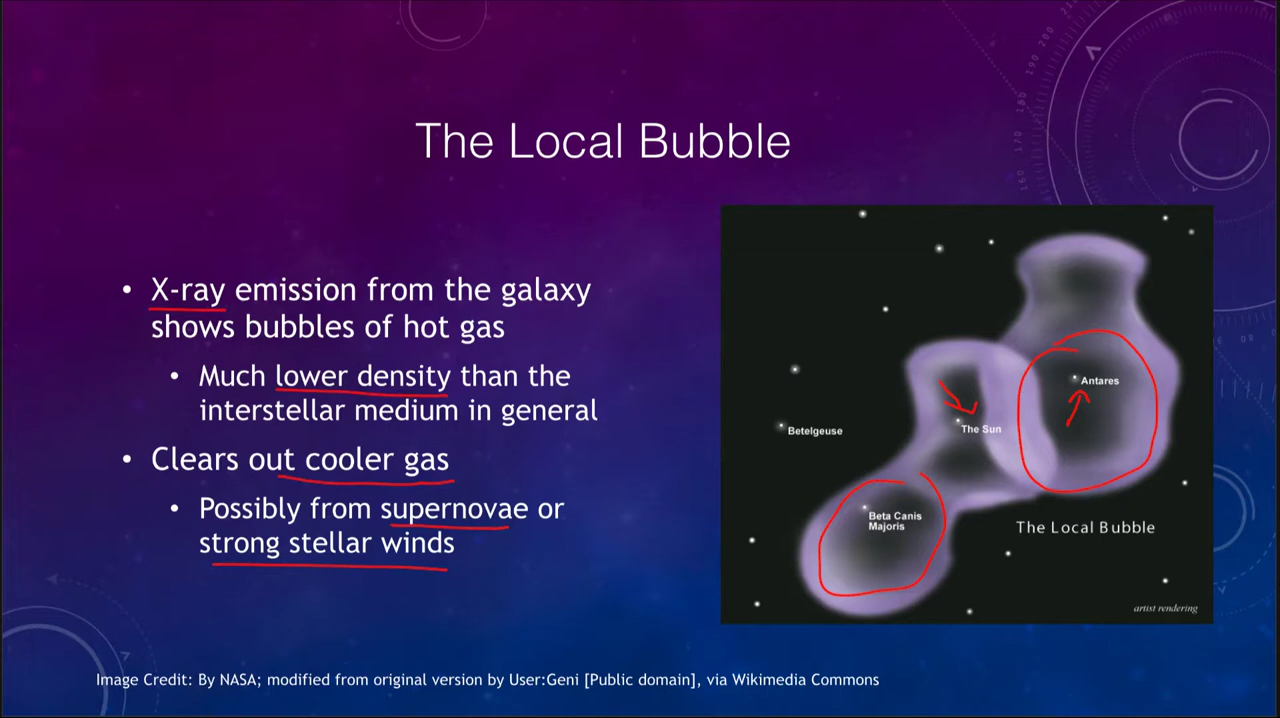 The Local Bubble
• X-ray emission from the galaxy
shows bubbles of hot gas
• Much lower density than the
interstellar medium in general
• Clears out cooler gas
• Possibly from supernovae or
strong stellar winds
Antares
The Sun
Betelgeuse
Beta Canis
Majoris
The Local Bubble
artist rendering
Image Credit: By NASA; modified from original version by User:Geni [Public domain], via Wikimedia Commons